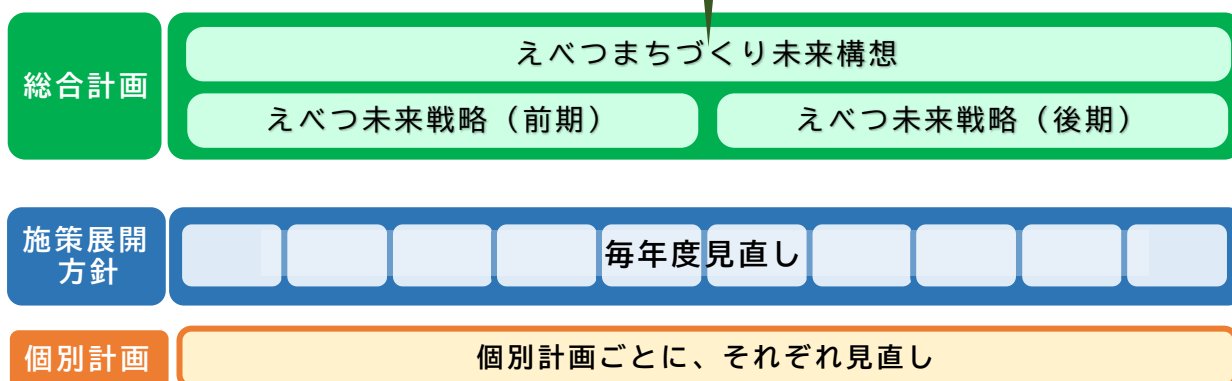 総合計画
えべつまちづくり未来構想
えべつ未来戦略（前期）
えべつ未来戦略（後期）
施策展開
方針
毎年度見直し
個別計画
個別計画ごとに、それぞれ見直し